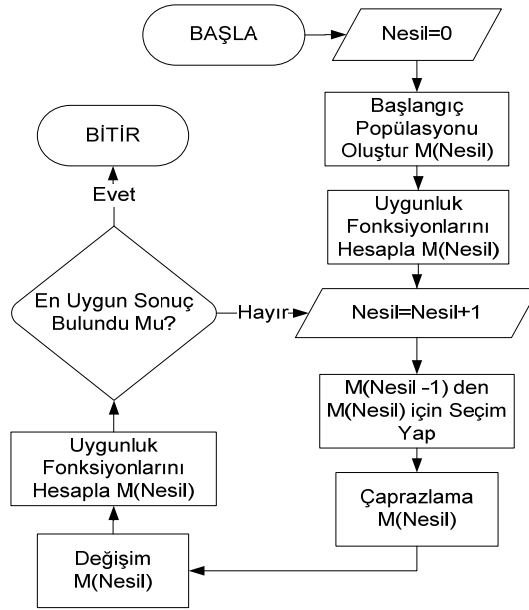 BAŞLA
Nesil=0
Başlangıç
Popülasyonu
Oluştur M(Nesil)
Uygunluk
Fonksiyonlarını
Hesapla M(Nesil)
Nesil=Nesil+1
M(Nesil -1) den
M(Nesil) için Seçim
Yap
Çaprazlama
M(Nesil)
Değişim
M(Nesil)
Uygunluk
Fonksiyonlarını
Hesapla M(Nesil)
En Uygun Sonuç
Bulundu Mu?
Hayır
Evet
BİTİR